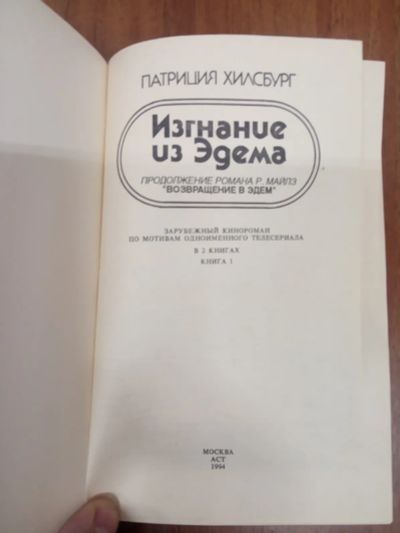 ПАТРИЦИЯ ХИЛСБУРГ
Изгнание
из Эдема
ПРОДОЛЖЕНИЕ РОМАНА Р. МАЙЛЗ
"ВОЗВРАЩЕНИЕ В ЭДЕМ"
ЗАРУБЕЖНЫЙ КИНОРОМАН
ПО МОТИВАМ ОДНОИМЕННОГО ТЕЛЕСЕРИАЛА
В 2 КНИГАХ
КНИГА 1
МОСКВА
АСТ
1994